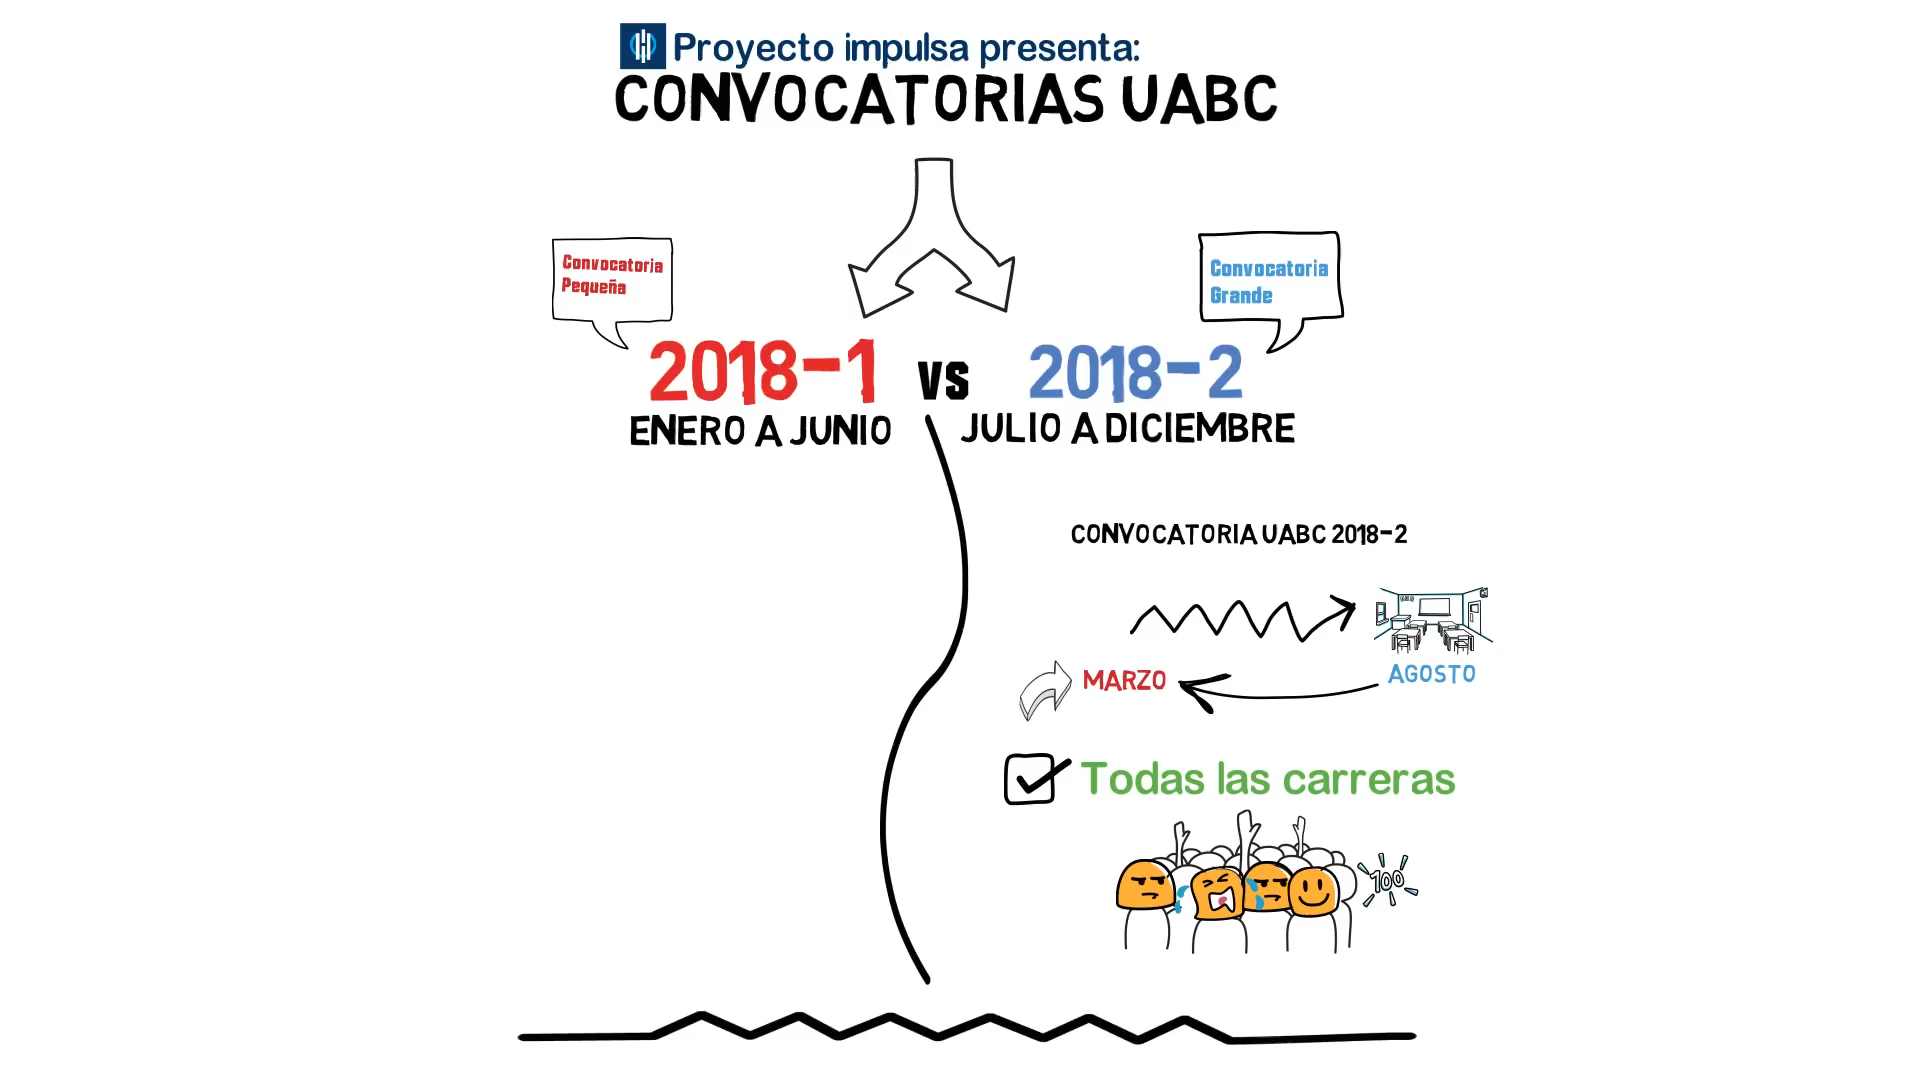 Proyecto impulsa presenta:
CONVOCATORIAS UABC
Convocatoria
Pequeña
Convocatoria
Grande
2018-1 VS 2018-2
ENERO A JUNIO
JULIO A DICIEMBRE
CONVOCATORIA UABC 2018-2
MARZO
AGOSTO
Todas las carreras
100